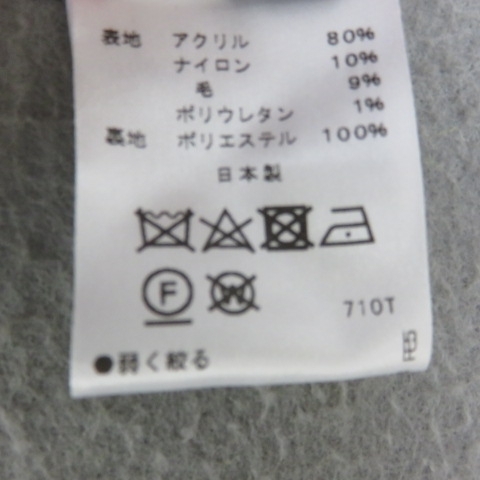 表地 アクリル 80%
ナイロン 10%
毛 9%
ポリウレタン 1%
裏地 ポリエステル 100%
日本製
F W
710T
●弱く絞る